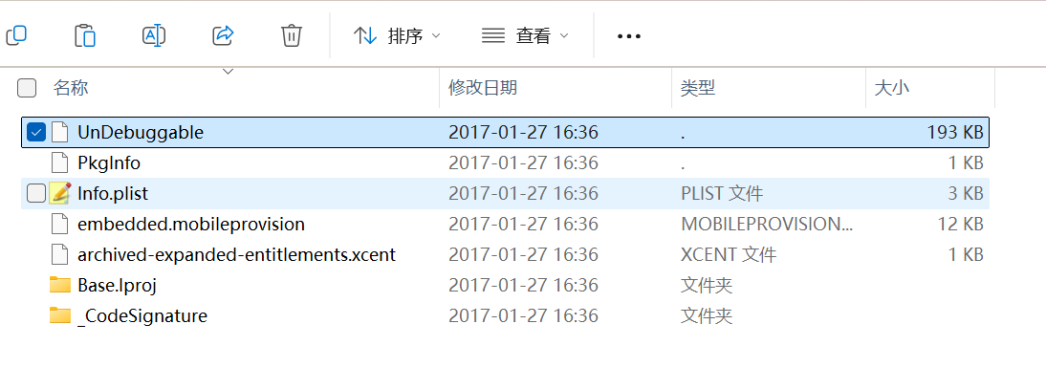 排序 查看
名称 修改日期 类型 大小
UnDebuggable 2017-01-27 16:36 . 193 KB
PkgInfo 2017-01-27 16:36 . 1 KB
Info.plist 2017-01-27 16:36 PLIST 文件 3 KB
embedded.mobileprovision 2017-01-27 16:36 MOBILEPROVISION... 12 KB
archived-expanded-entitlements.xcent 2017-01-27 16:36 XCENT 文件 1 KB
Base.lproj 2017-01-27 16:36 文件夹
_CodeSignature 2017-01-27 16:36 文件夹